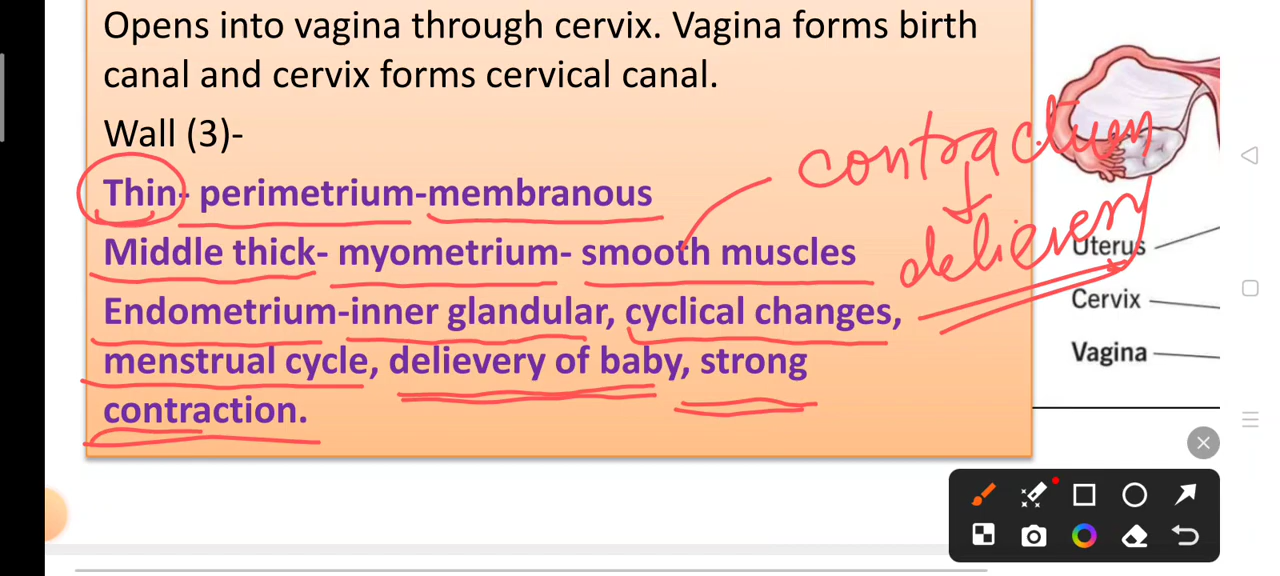 Opens into vagina through cervix. Vagina forms birth
canal and cervix forms cervical canal.
Wall (3)-
Thin- perimetrium-membranous
Middle thick- myometrium- smooth muscles
Endometrium-inner glandular, cyclical changes,
menstrual cycle, delievery of baby, strong
contraction.
contraction
delievery
Uterus
Cervix
Vagina